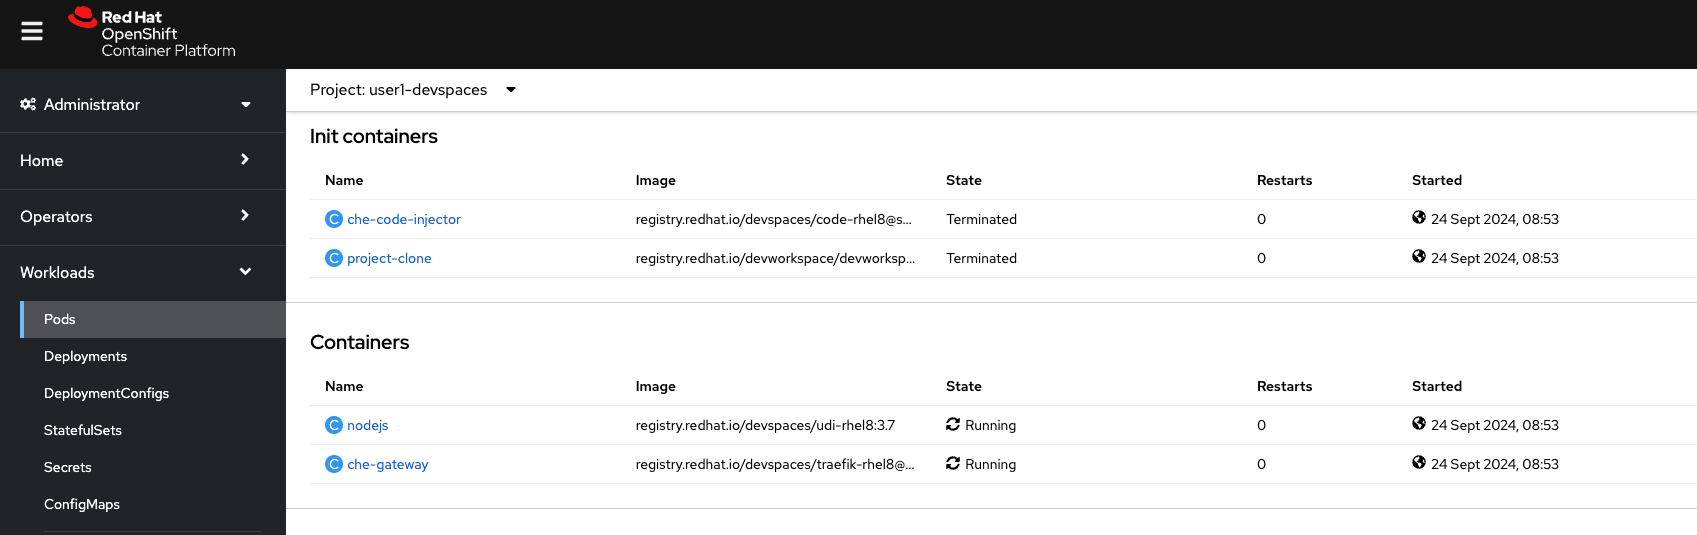 Red Hat
OpenShift
Container Platform
Administrator
Home
Operators
Workloads
Pods
Deployments
DeploymentConfigs
StatefulSets
Secrets
ConfigMaps
Project: user1-devspaces
Init containers
Name Image State Restarts Started
C che-code-injector registry.redhat.io/devspaces/code-rhel8@s... Terminated 0 24 Sept 2024, 08:53
C project-clone registry.redhat.io/devworkspace/devworksp... Terminated 0 24 Sept 2024, 08:53
Containers
Name Image State Restarts Started
C nodejs registry.redhat.io/devspaces/udi-rhel8:3.7 Running 0 24 Sept 2024, 08:53
C che-gateway registry.redhat.io/devspaces/traefik-rhel8@... Running 0 24 Sept 2024, 08:53